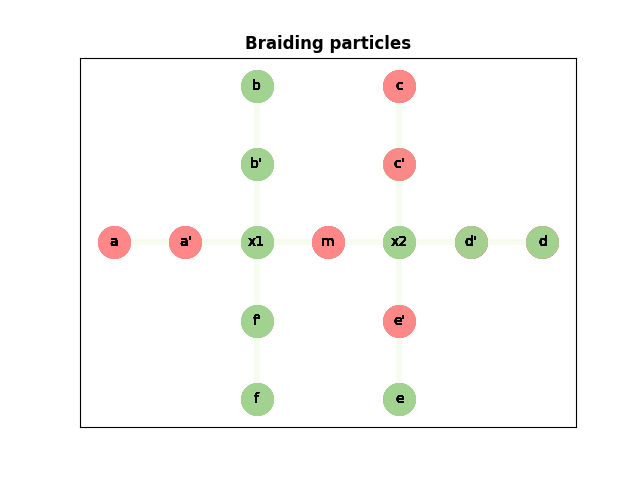 Braiding particles
b c
b' c'
a a' x1 m x2 d' d
f' e'
f e